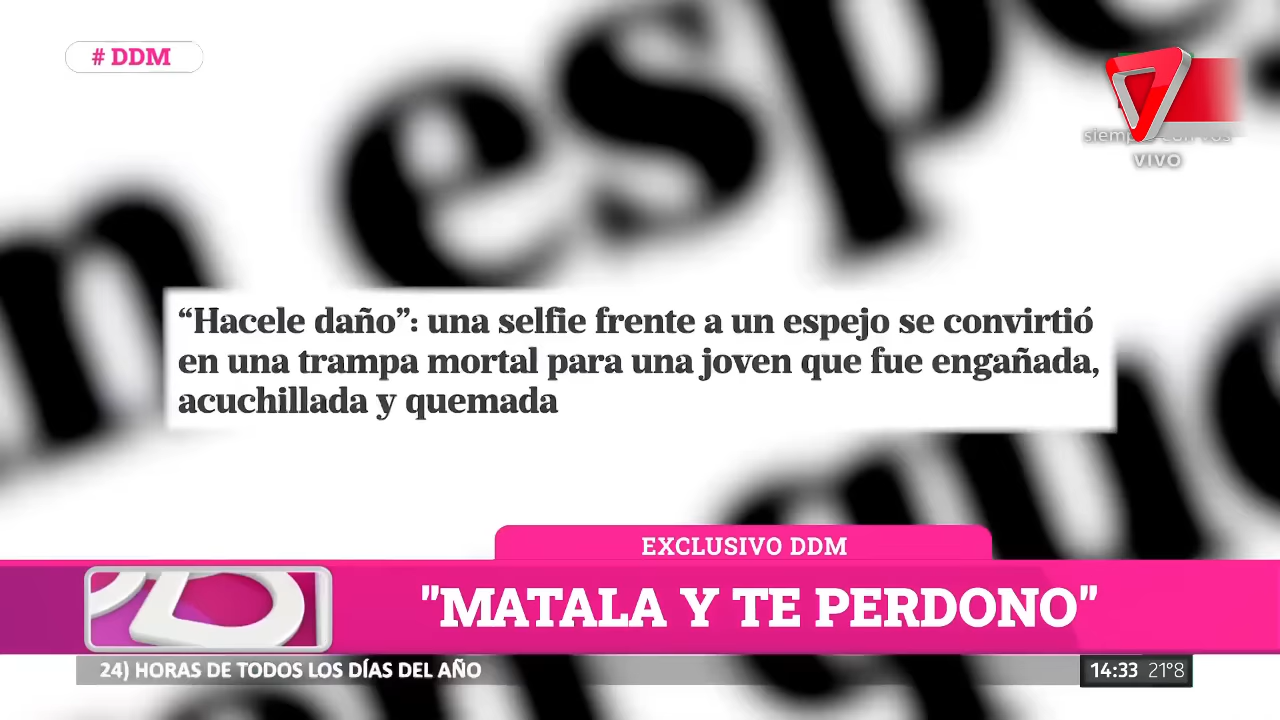 # DDM
VIVO
“Hacele daño”: una selfie frente a un espejo se convirtió
en una trampa mortal para una joven que fue engañada,
acuchillada y quemada
EXCLUSIVO DDM
"MATALA Y TE PERDONO"
24) HORAS DE TODOS LOS DÍAS DEL AÑO
14:33 21°8